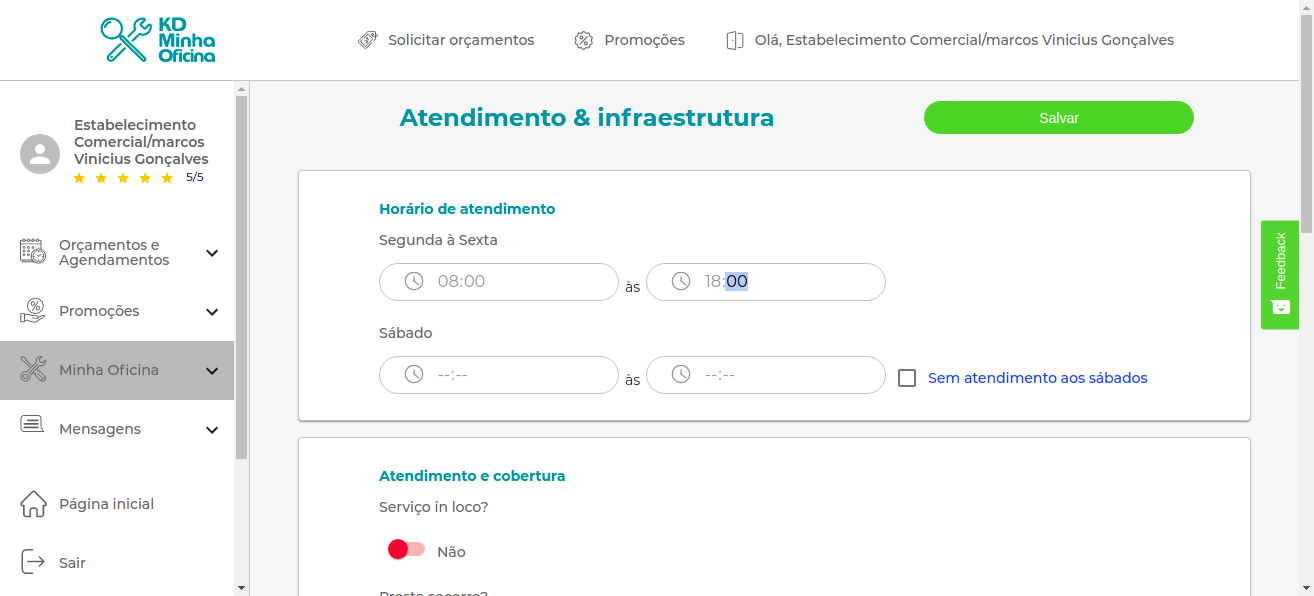 KD
Minha
Oficina
Solicitar orçamentos
Promoções
Olá, Estabelecimento Comercial/marcos Vinicius Gonçalves
Estabelecimento
Comercial/marcos
Vinicius Gonçalves
5/5
Orçamentos e
Agendamentos
Promoções
Minha Oficina
Mensagens
Página inicial
Sair
Atendimento & infraestrutura
Salvar
Horário de atendimento
Segunda à Sexta
08:00 às 18:00
Sábado
--:-- às --:--
Sem atendimento aos sábados
Atendimento e cobertura
Serviço in loco?
Não
Presta socorro?
Feedback